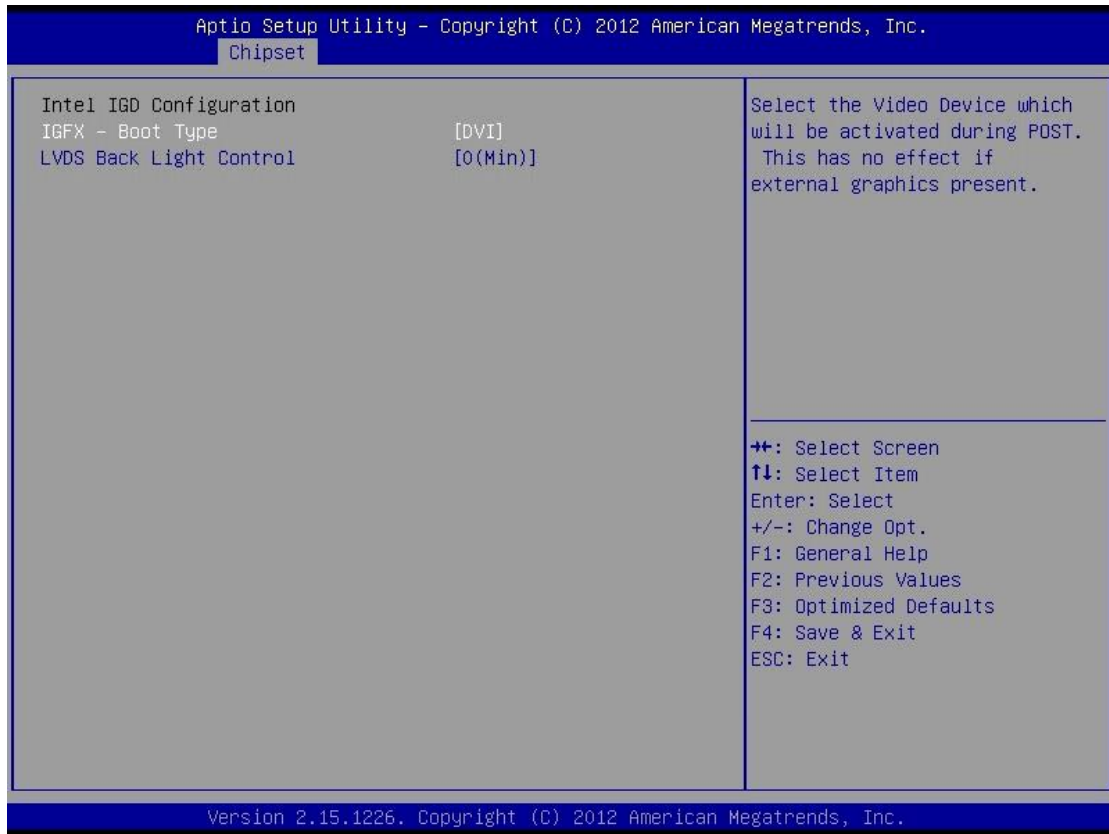 Aptio Setup Utility – Copyright (C) 2012 American Megatrends, Inc.
Chipset
Intel IGD Configuration
IGFX – Boot Type [DVI]
LVDS Back Light Control [0(Min)]
Select the Video Device which
will be activated during POST.
This has no effect if
external graphics present.
→←: Select Screen
↑↓: Select Item
Enter: Select
+/-: Change Opt.
F1: General Help
F2: Previous Values
F3: Optimized Defaults
F4: Save & Exit
ESC: Exit
Version 2.15.1226. Copyright (C) 2012 American Megatrends, Inc.